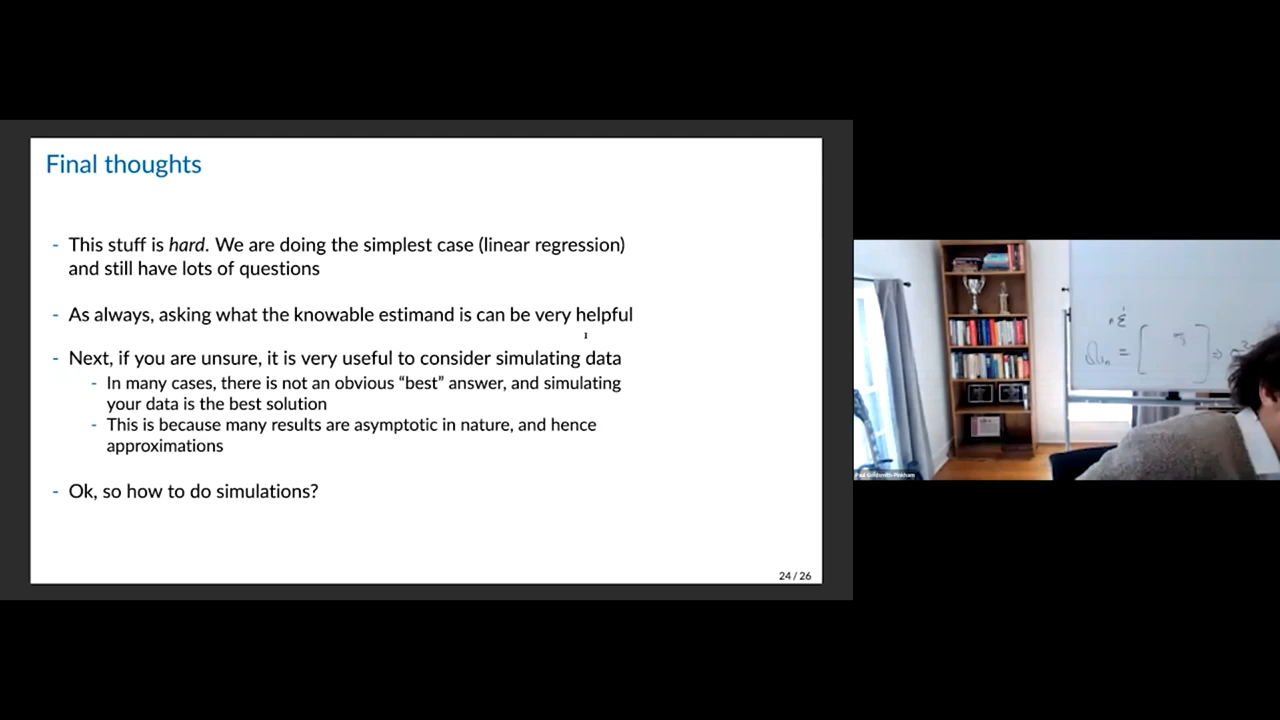 Final thoughts
- This stuff is hard. We are doing the simplest case (linear regression)
and still have lots of questions
- As always, asking what the knowable estimand is can be very helpful
- Next, if you are unsure, it is very useful to consider simulating data
- In many cases, there is not an obvious “best” answer, and simulating
your data is the best solution
- This is because many results are asymptotic in nature, and hence
approximations
- Ok, so how to do simulations?
24 / 26
Paul Goldsmith-Pinkham